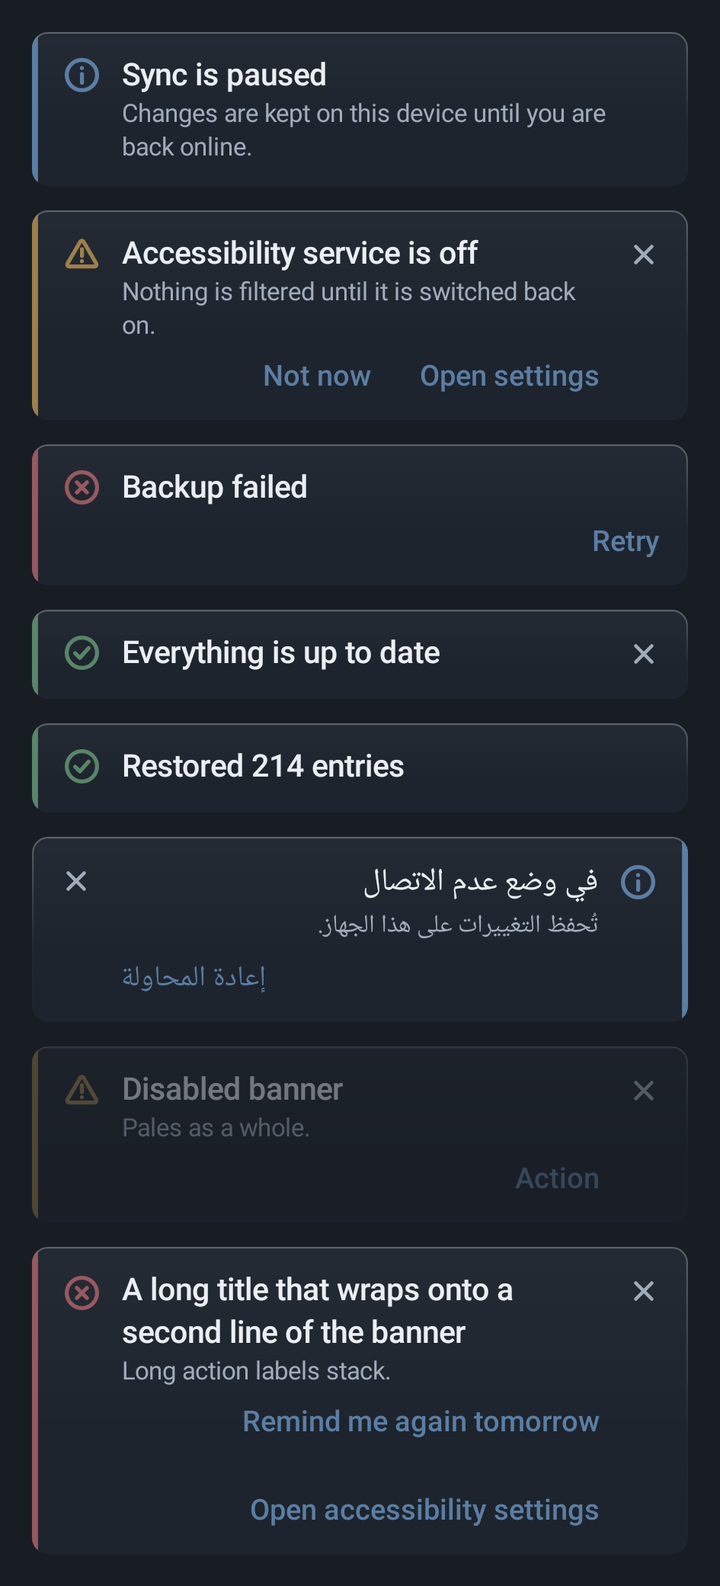 Sync is paused
Changes are kept on this device until you are
back online.
Accessibility service is off
Nothing is filtered until it is switched back
on.
Not now Open settings
Backup failed
Retry
Everything is up to date
Restored 214 entries
في وضع عدم الاتصال
تُحفظ التغييرات على هذا الجهاز.
إعادة المحاولة
Disabled banner
Pales as a whole.
Action
A long title that wraps onto a
second line of the banner
Long action labels stack.
Remind me again tomorrow
Open accessibility settings